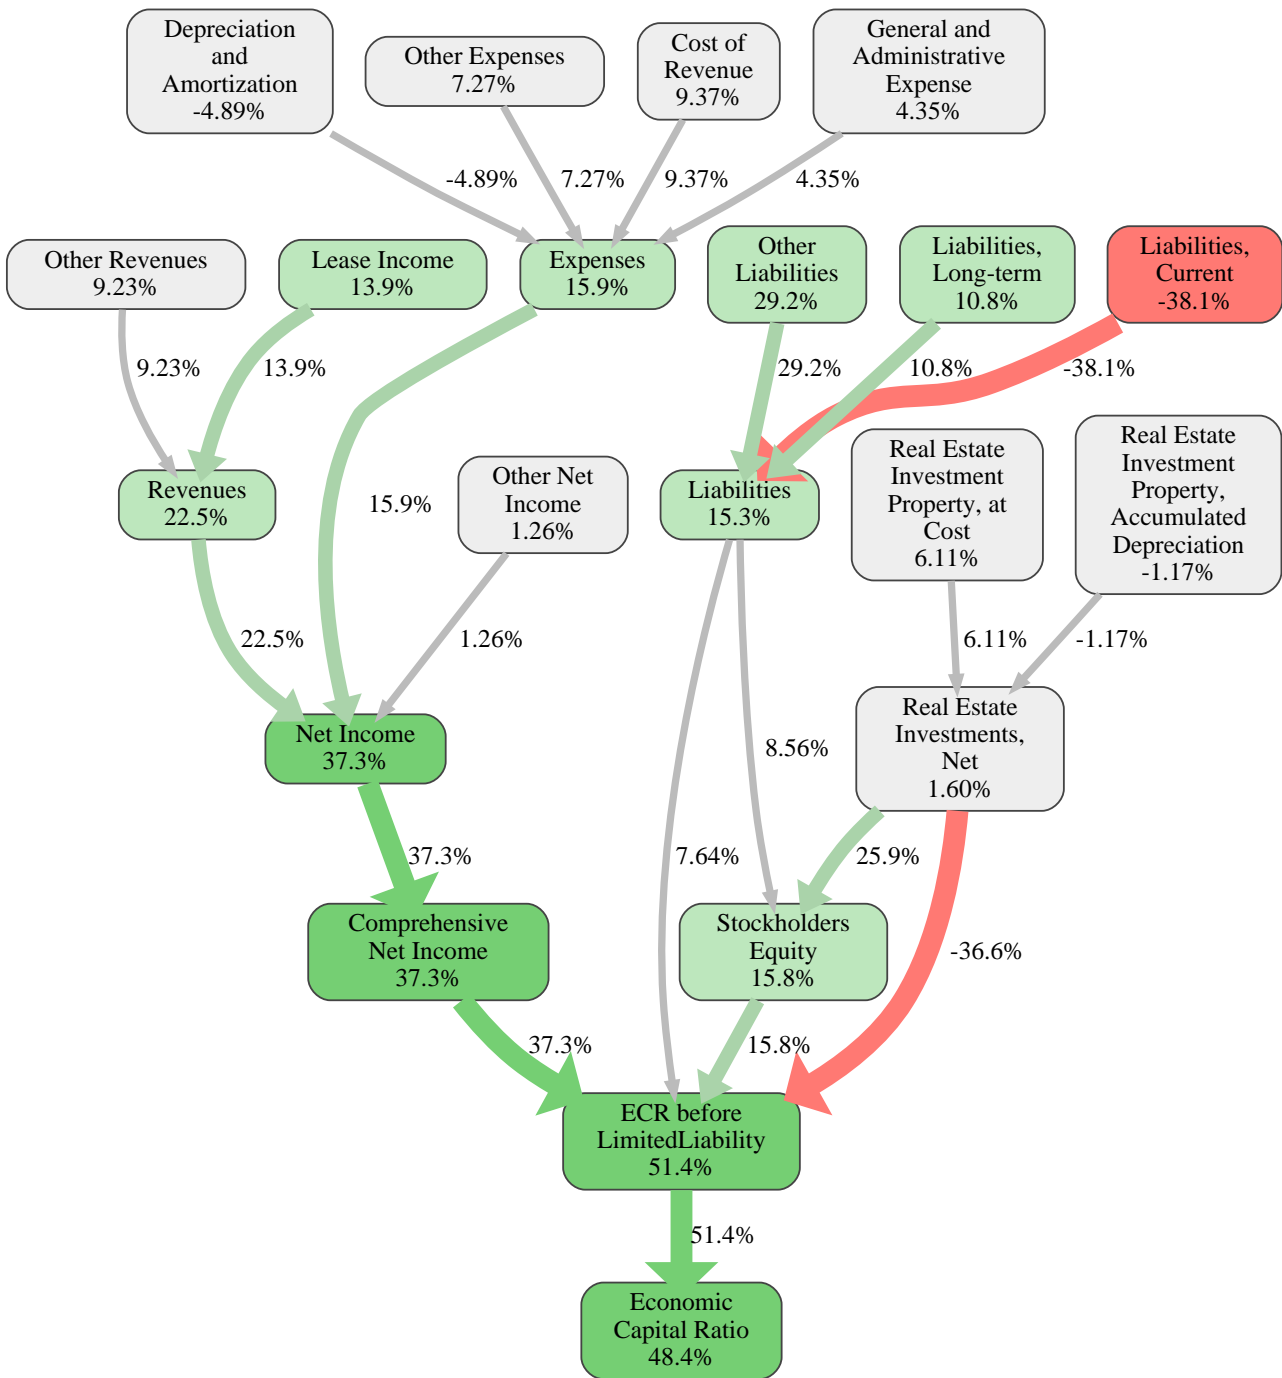 Depreciation
and
Amortization
-4.89%
Other Expenses
7.27%
Cost of
Revenue
9.37%
General and
Administrative
Expense
4.35%
-4.89%
7.27%
9.37%
4.35%
Other Revenues
9.23%
Lease Income
13.9%
Expenses
15.9%
Other
Liabilities
29.2%
Liabilities,
Long-term
10.8%
Liabilities,
Current
-38.1%
9.23%
13.9%
29.2%
10.8%
-38.1%
Revenues
22.5%
15.9%
Other Net
Income
1.26%
Liabilities
15.3%
Real Estate
Investment
Property, at
Cost
6.11%
Real Estate
Investment
Property,
Accumulated
Depreciation
-1.17%
22.5%
1.26%
6.11%
-1.17%
Net Income
37.3%
8.56%
Real Estate
Investments,
Net
1.60%
37.3%
7.64%
25.9%
Comprehensive
Net Income
37.3%
Stockholders
Equity
15.8%
-36.6%
37.3%
15.8%
ECR before
LimitedLiability
51.4%
51.4%
Economic
Capital Ratio
48.4%